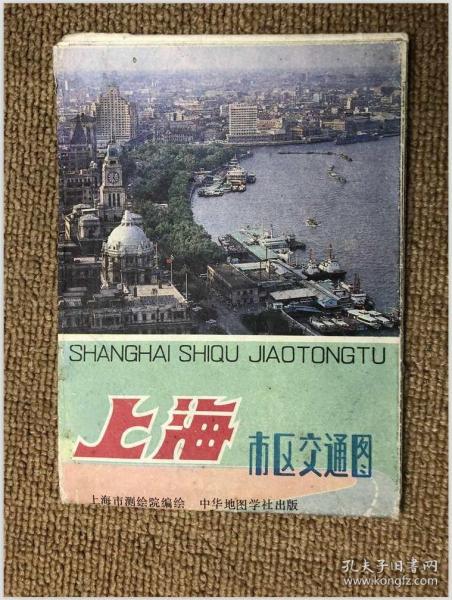 SHANGHAI SHIQU JIAOTONGTU
上海 市区交通图
上海市测绘院编绘 中华地图学社出版
孔夫子旧书网
www.kongfz.com